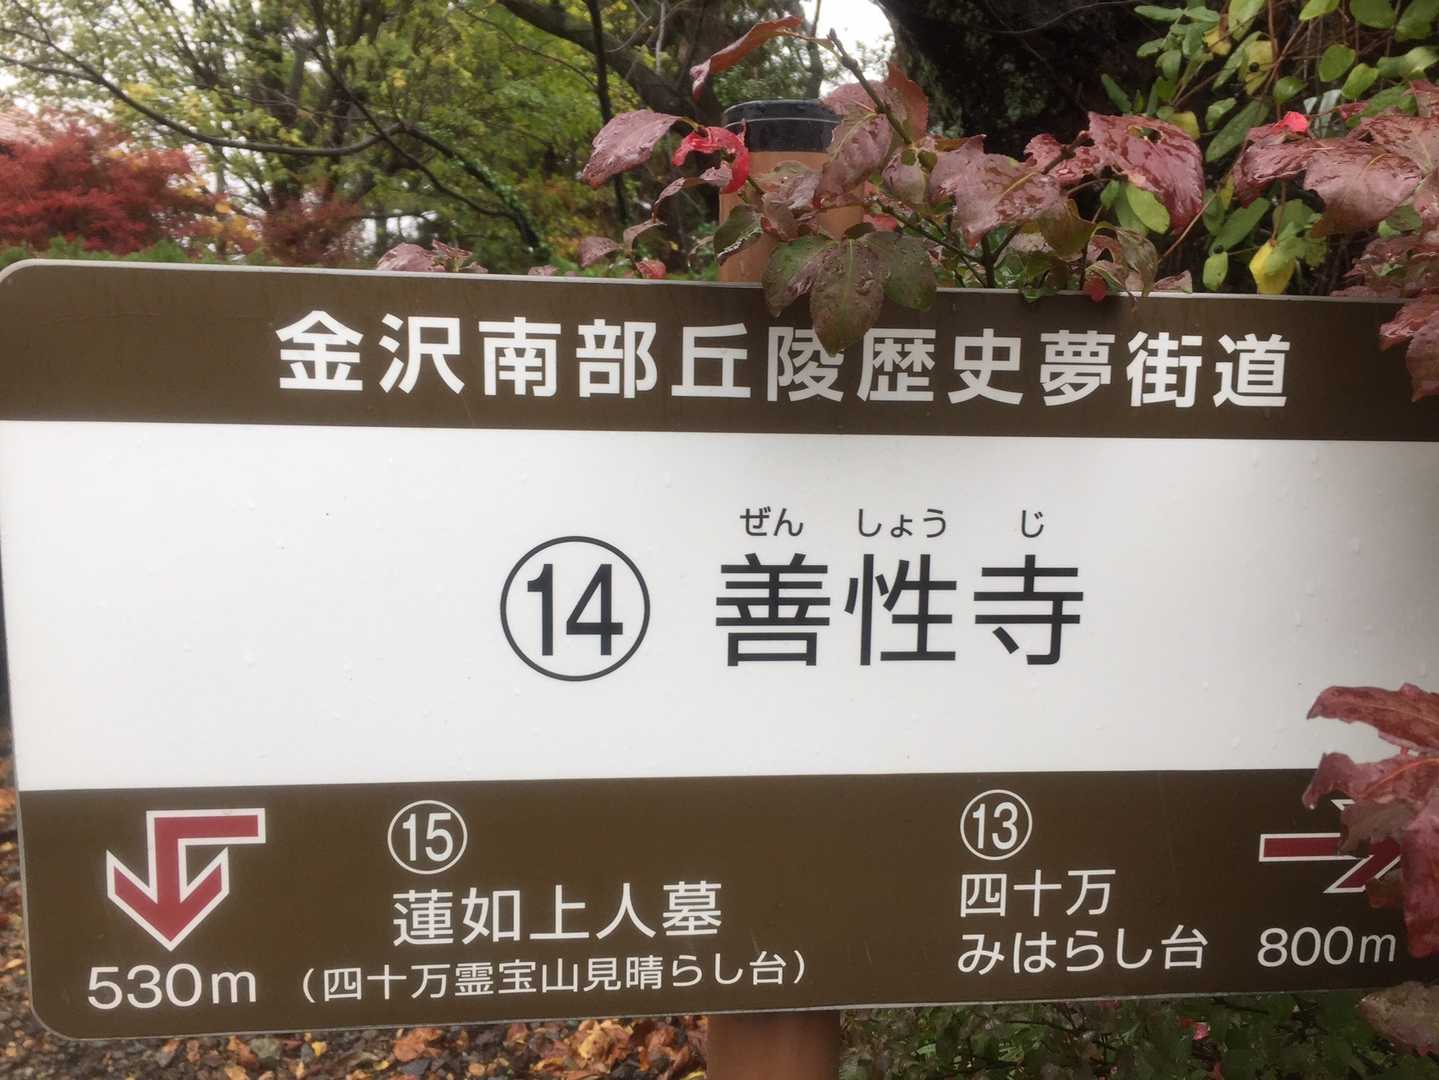 金沢南部丘陵歴史夢街道
ぜん しょう じ
⑭ 善性寺
⑮
蓮如上人墓
(四十万霊宝山見晴らし台)
530m
⑬
四十万
みはらし台
800m